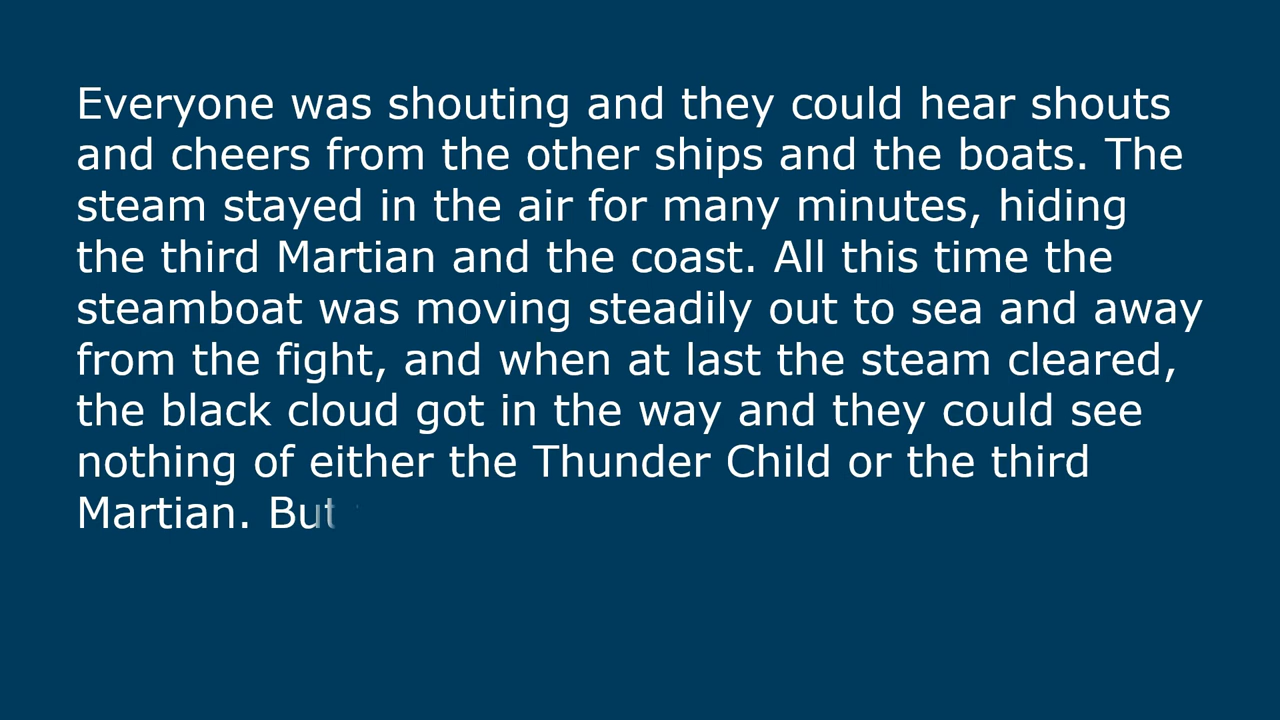 Everyone was shouting and they could hear shouts
and cheers from the other ships and the boats. The
steam stayed in the air for many minutes, hiding
the third Martian and the coast. All this time the
steamboat was moving steadily out to sea and away
from the fight, and when at last the steam cleared,
the black cloud got in the way and they could see
nothing of either the Thunder Child or the third
Martian. But